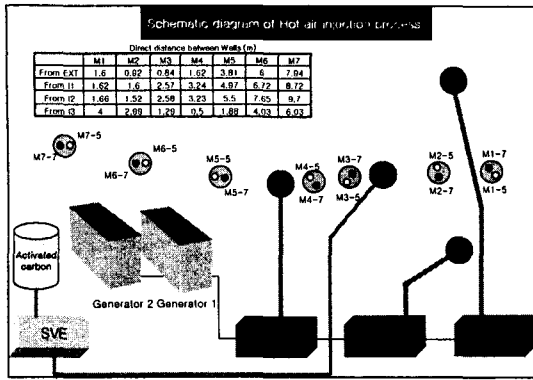 Schematic diagram of Hot air injection process
Direct distance between Wells (m)
M1 M2 M3 M4 M5 M6 M7
From EXT 1.6 0.92 0.84 1.62 3.81 6 7.94
From I1 1.62 1.6 2.57 3.24 4.97 6.72 8.72
From I2 1.66 1.52 2.58 3.23 5.5 7.65 9.7
From I3 4 2.99 1.29 0.5 1.88 4.03 6.03
M7-5
M7-7
M6-5
M6-7
M5-5
M5-7
M4-5
M4-7
M3-7
M3-5
M2-5
M2-7
M1-7
M1-5
Activated
carbon
Generator 2 Generator 1
SVE